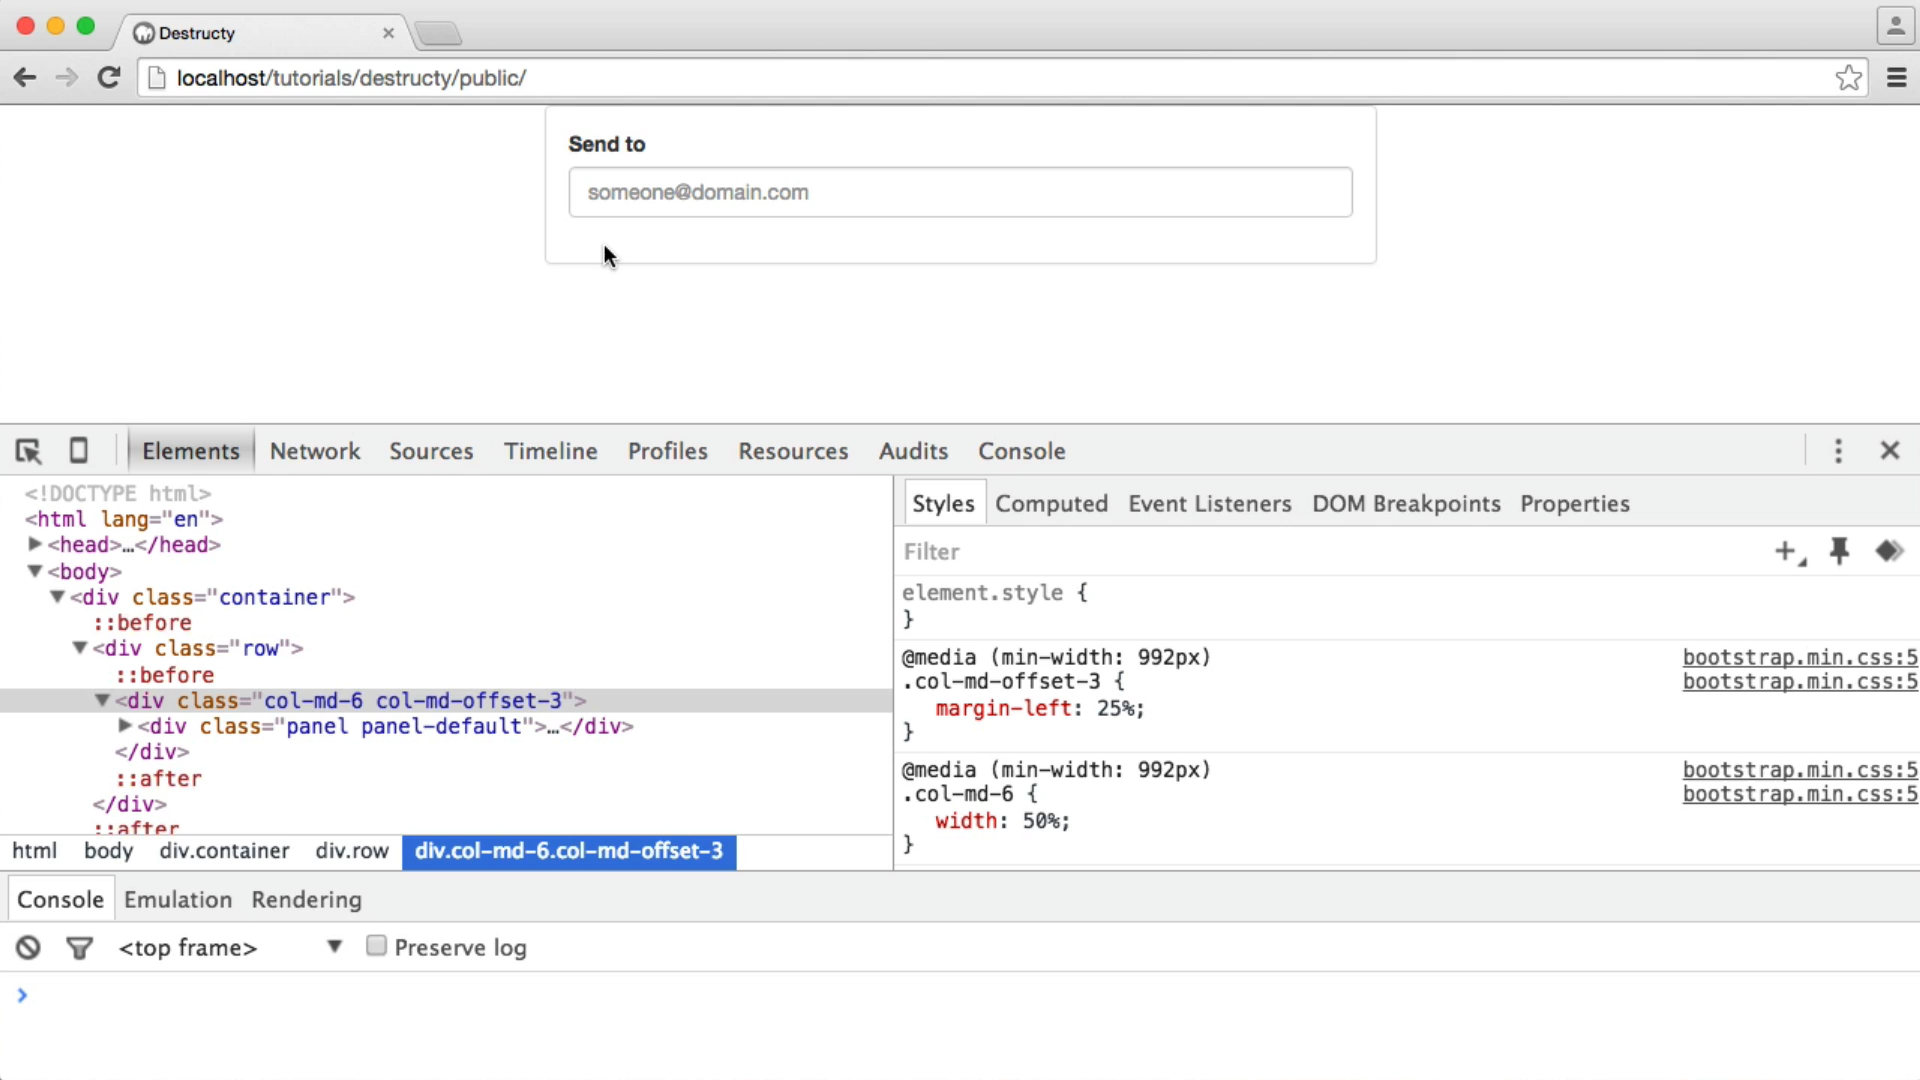 Destructy
localhost/tutorials/destructy/public/
Send to
someone@domain.com
Elements Network Sources Timeline Profiles Resources Audits Console
<!DOCTYPE html>
<html lang="en">
<head>…</head>
<body>
<div class="container">
::before
<div class="row">
::before
<div class="col-md-6 col-md-offset-3">
<div class="panel panel-default">…</div>
</div>
::after
</div>
::after
html body div.container div.row div.col-md-6.col-md-offset-3
Styles Computed Event Listeners DOM Breakpoints Properties
Filter
element.style {
}
@media (min-width: 992px) bootstrap.min.css:5
.col-md-offset-3 { bootstrap.min.css:5
margin-left: 25%;
}
@media (min-width: 992px) bootstrap.min.css:5
.col-md-6 { bootstrap.min.css:5
width: 50%;
}
Console Emulation Rendering
<top frame> Preserve log